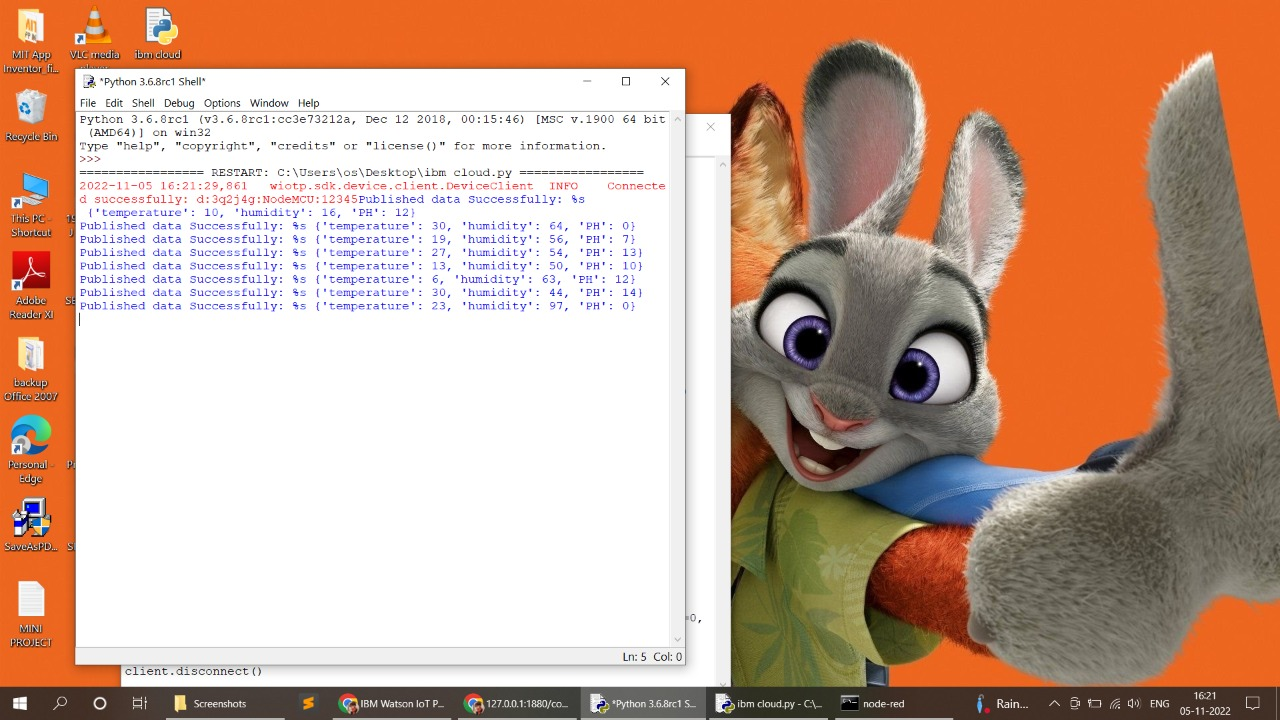 MIT App
Inventor_fi...
VLC media
player
ibm cloud
Recycle Bin
This PC -
Shortcut
Adobe
Reader XI
backup
Office 2007
Personal -
Edge
SaveAsPD...
MINI
PROJECT
*Python 3.6.8rc1 Shell*
File Edit Shell Debug Options Window Help
Python 3.6.8rc1 (v3.6.8rc1:cc3e73212a, Dec 12 2018, 00:15:46) [MSC v.1900 64 bit
(AMD64)] on win32
Type "help", "copyright", "credits" or "license()" for more information.
>>>
================= RESTART: C:\Users\os\Desktop\ibm cloud.py =================
2022-11-05 16:21:29,861 wiotp.sdk.device.client.DeviceClient INFO Connecte
d successfully: d:3q2j4g:NodeMCU:12345Published data Successfully: %s
{'temperature': 10, 'humidity': 16, 'PH': 12}
Published data Successfully: %s {'temperature': 30, 'humidity': 64, 'PH': 0}
Published data Successfully: %s {'temperature': 19, 'humidity': 56, 'PH': 7}
Published data Successfully: %s {'temperature': 27, 'humidity': 54, 'PH': 13}
Published data Successfully: %s {'temperature': 13, 'humidity': 50, 'PH': 10}
Published data Successfully: %s {'temperature': 6, 'humidity': 63, 'PH': 12}
Published data Successfully: %s {'temperature': 30, 'humidity': 44, 'PH': 14}
Published data Successfully: %s {'temperature': 23, 'humidity': 97, 'PH': 0}
=0,
Ln: 5 Col: 0
client.disconnect()
Screenshots
IBM Watson IoT P...
127.0.0.1:1880/co...
*Python 3.6.8rc1 S...
ibm cloud.py - C:\...
node-red
Rain...
ENG
16:21
05-11-2022